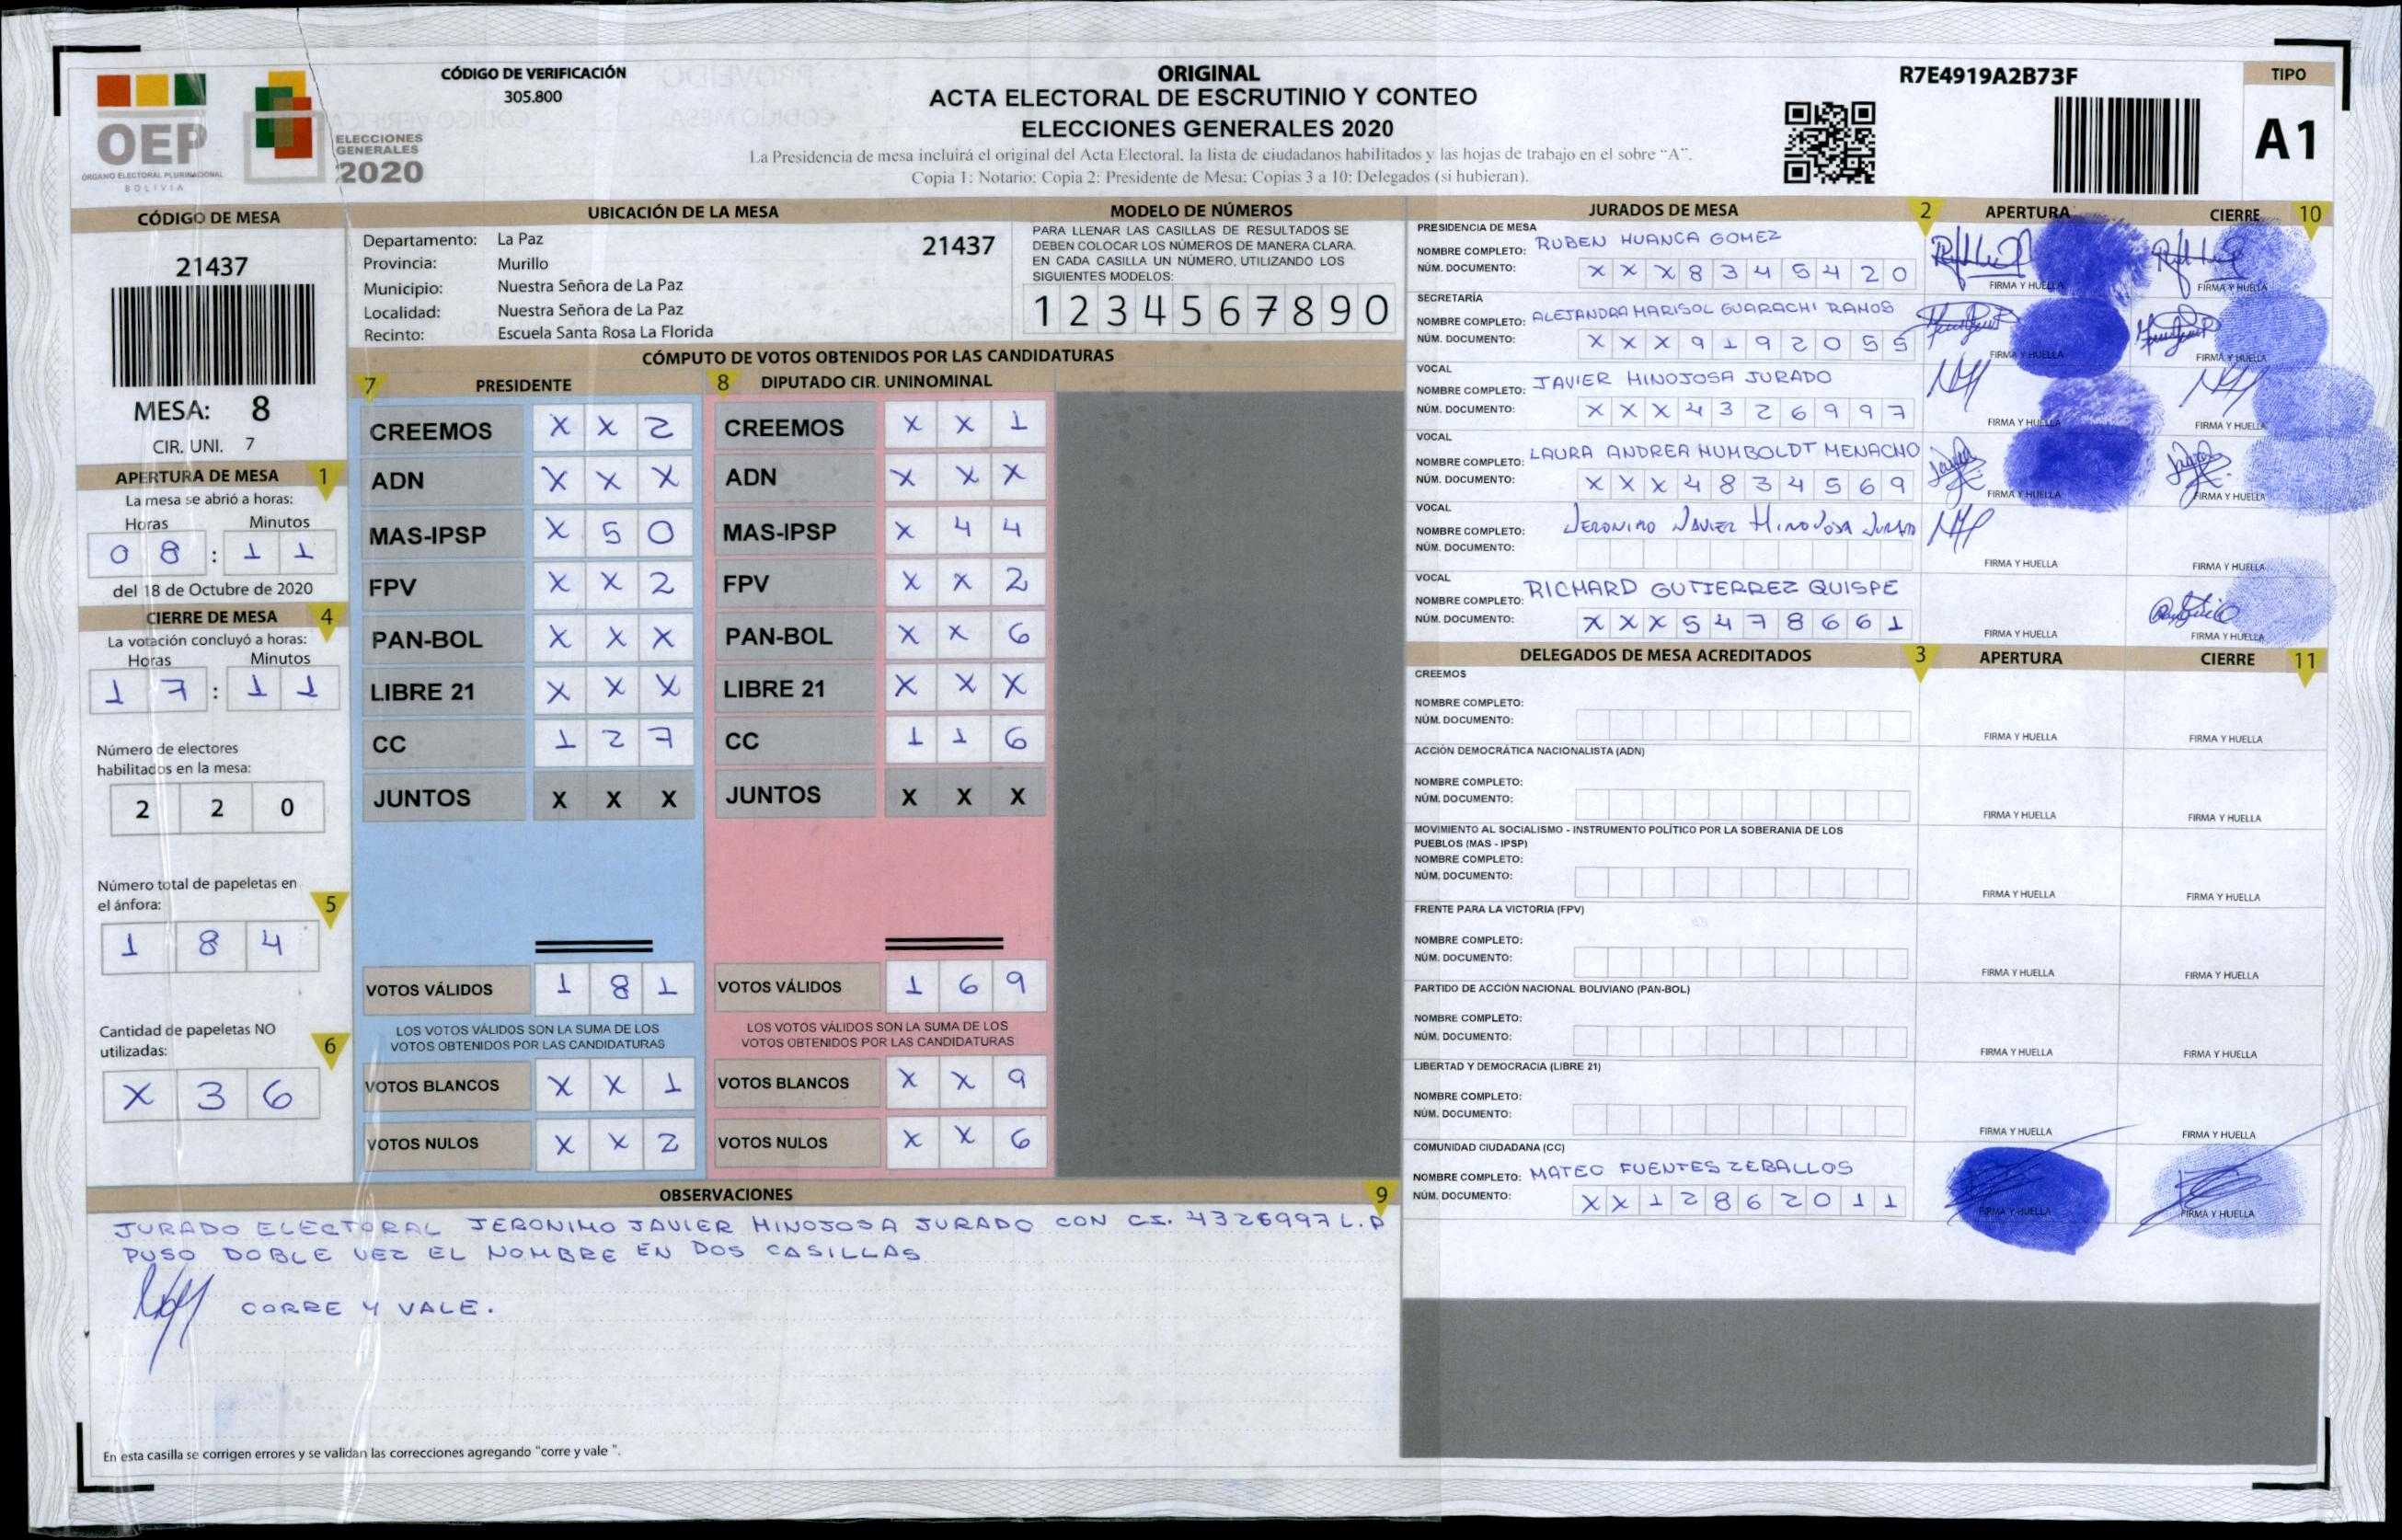 CÓDIGO DE VERIFICACIÓN
305.800
ORIGINAL
ACTA ELECTORAL DE ESCRUTINIO Y CONTEO
ELECCIONES GENERALES 2020
La Presidencia de mesa incluirá el original del Acta Electoral, la lista de ciudadanos habilitados y las hojas de trabajo en el sobre "A".
Copia 1: Notario; Copia 2: Presidente de Mesa; Copias 3 a 10: Delegados (si hubieran).
R7E4919A2B73F
TIPO
A1
OEP
ÓRGANO ELECTORAL PLURINACIONAL
BOLIVIA
ELECCIONES
GENERALES
2020
CÓDIGO DE MESA
21437
MESA: 8
CIR. UNI. 7
APERTURA DE MESA 1
La mesa se abrió a horas:
Horas Minutos
08 : 11
del 18 de Octubre de 2020
CIERRE DE MESA 4
La votación concluyó a horas:
Horas Minutos
17 : 11
Número de electores
habilitados en la mesa:
2 2 0
Número total de papeletas en
el ánfora: 5
1 8 4
Cantidad de papeletas NO
utilizadas: 6
X 3 6
UBICACIÓN DE LA MESA
Departamento: La Paz 21437
Provincia: Murillo
Municipio: Nuestra Señora de La Paz
Localidad: Nuestra Señora de La Paz
Recinto: Escuela Santa Rosa La Florida
MODELO DE NÚMEROS
PARA LLENAR LAS CASILLAS DE RESULTADOS SE
DEBEN COLOCAR LOS NÚMEROS DE MANERA CLARA.
EN CADA CASILLA UN NÚMERO, UTILIZANDO LOS
SIGUIENTES MODELOS:
1 2 3 4 5 6 7 8 9 0
CÓMPUTO DE VOTOS OBTENIDOS POR LAS CANDIDATURAS
7 PRESIDENTE
CREEMOS X X 2
ADN X X X
MAS-IPSP X 5 0
FPV X X 2
PAN-BOL X X X
LIBRE 21 X X X
CC 1 2 7
JUNTOS X X X
VOTOS VÁLIDOS 1 8 1
LOS VOTOS VÁLIDOS SON LA SUMA DE LOS
VOTOS OBTENIDOS POR LAS CANDIDATURAS
VOTOS BLANCOS X X 1
VOTOS NULOS X X 2
8 DIPUTADO CIR. UNINOMINAL
CREEMOS X X 1
ADN X X X
MAS-IPSP X 4 4
FPV X X 2
PAN-BOL X X 6
LIBRE 21 X X X
CC 1 1 6
JUNTOS X X X
VOTOS VÁLIDOS 1 6 9
LOS VOTOS VÁLIDOS SON LA SUMA DE LOS
VOTOS OBTENIDOS POR LAS CANDIDATURAS
VOTOS BLANCOS X X 9
VOTOS NULOS X X 6
OBSERVACIONES 9
JURADO ELECTORAL JERONIMO JAVIER HINOJOSA JURADO CON CI. 4326997 L.P
PUSO DOBLE VEZ EL NOMBRE EN DOS CASILLAS
CORRE Y VALE.
En esta casilla se corrigen errores y se validan las correcciones agregando "corre y vale ".
JURADOS DE MESA 2 APERTURA CIERRE 10
PRESIDENCIA DE MESA
NOMBRE COMPLETO: RUBEN HUANCA GOMEZ
NÚM. DOCUMENTO: X X X 8 3 4 5 4 2 0
FIRMA Y HUELLA FIRMA Y HUELLA
SECRETARÍA
NOMBRE COMPLETO: ALEJANDRA MARISOL GUARACHI RAMOS
NÚM. DOCUMENTO: X X X 9 1 9 2 0 5 5
FIRMA Y HUELLA FIRMA Y HUELLA
VOCAL
NOMBRE COMPLETO: JAVIER HINOJOSA JURADO
NÚM. DOCUMENTO: X X X 4 3 2 6 9 9 7
FIRMA Y HUELLA FIRMA Y HUELLA
VOCAL
NOMBRE COMPLETO: LAURA ANDREA HUMBOLDT MENACHO
NÚM. DOCUMENTO: X X X 4 8 3 4 5 6 9
FIRMA Y HUELLA FIRMA Y HUELLA
VOCAL
NOMBRE COMPLETO: JERONIMO JAVIER HINOJOSA JURADO
NÚM. DOCUMENTO:
FIRMA Y HUELLA FIRMA Y HUELLA
VOCAL
NOMBRE COMPLETO: RICHARD GUTIERREZ QUISPE
NÚM. DOCUMENTO: X X X 5 4 7 8 6 6 1
FIRMA Y HUELLA FIRMA Y HUELLA
DELEGADOS DE MESA ACREDITADOS 3 APERTURA CIERRE 11
CREEMOS
NOMBRE COMPLETO:
NÚM. DOCUMENTO:
FIRMA Y HUELLA FIRMA Y HUELLA
ACCIÓN DEMOCRÁTICA NACIONALISTA (ADN)
NOMBRE COMPLETO:
NÚM. DOCUMENTO:
FIRMA Y HUELLA FIRMA Y HUELLA
MOVIMIENTO AL SOCIALISMO - INSTRUMENTO POLÍTICO POR LA SOBERANIA DE LOS
PUEBLOS (MAS - IPSP)
NOMBRE COMPLETO:
NÚM. DOCUMENTO:
FIRMA Y HUELLA FIRMA Y HUELLA
FRENTE PARA LA VICTORIA (FPV)
NOMBRE COMPLETO:
NÚM. DOCUMENTO:
FIRMA Y HUELLA FIRMA Y HUELLA
PARTIDO DE ACCIÓN NACIONAL BOLIVIANO (PAN-BOL)
NOMBRE COMPLETO:
NÚM. DOCUMENTO:
FIRMA Y HUELLA FIRMA Y HUELLA
LIBERTAD Y DEMOCRACIA (LIBRE 21)
NOMBRE COMPLETO:
NÚM. DOCUMENTO:
FIRMA Y HUELLA FIRMA Y HUELLA
COMUNIDAD CIUDADANA (CC)
NOMBRE COMPLETO: MATEO FUENTES ZEBALLOS
NÚM. DOCUMENTO: X X 1 2 8 6 2 0 1 1
FIRMA Y HUELLA FIRMA Y HUELLA